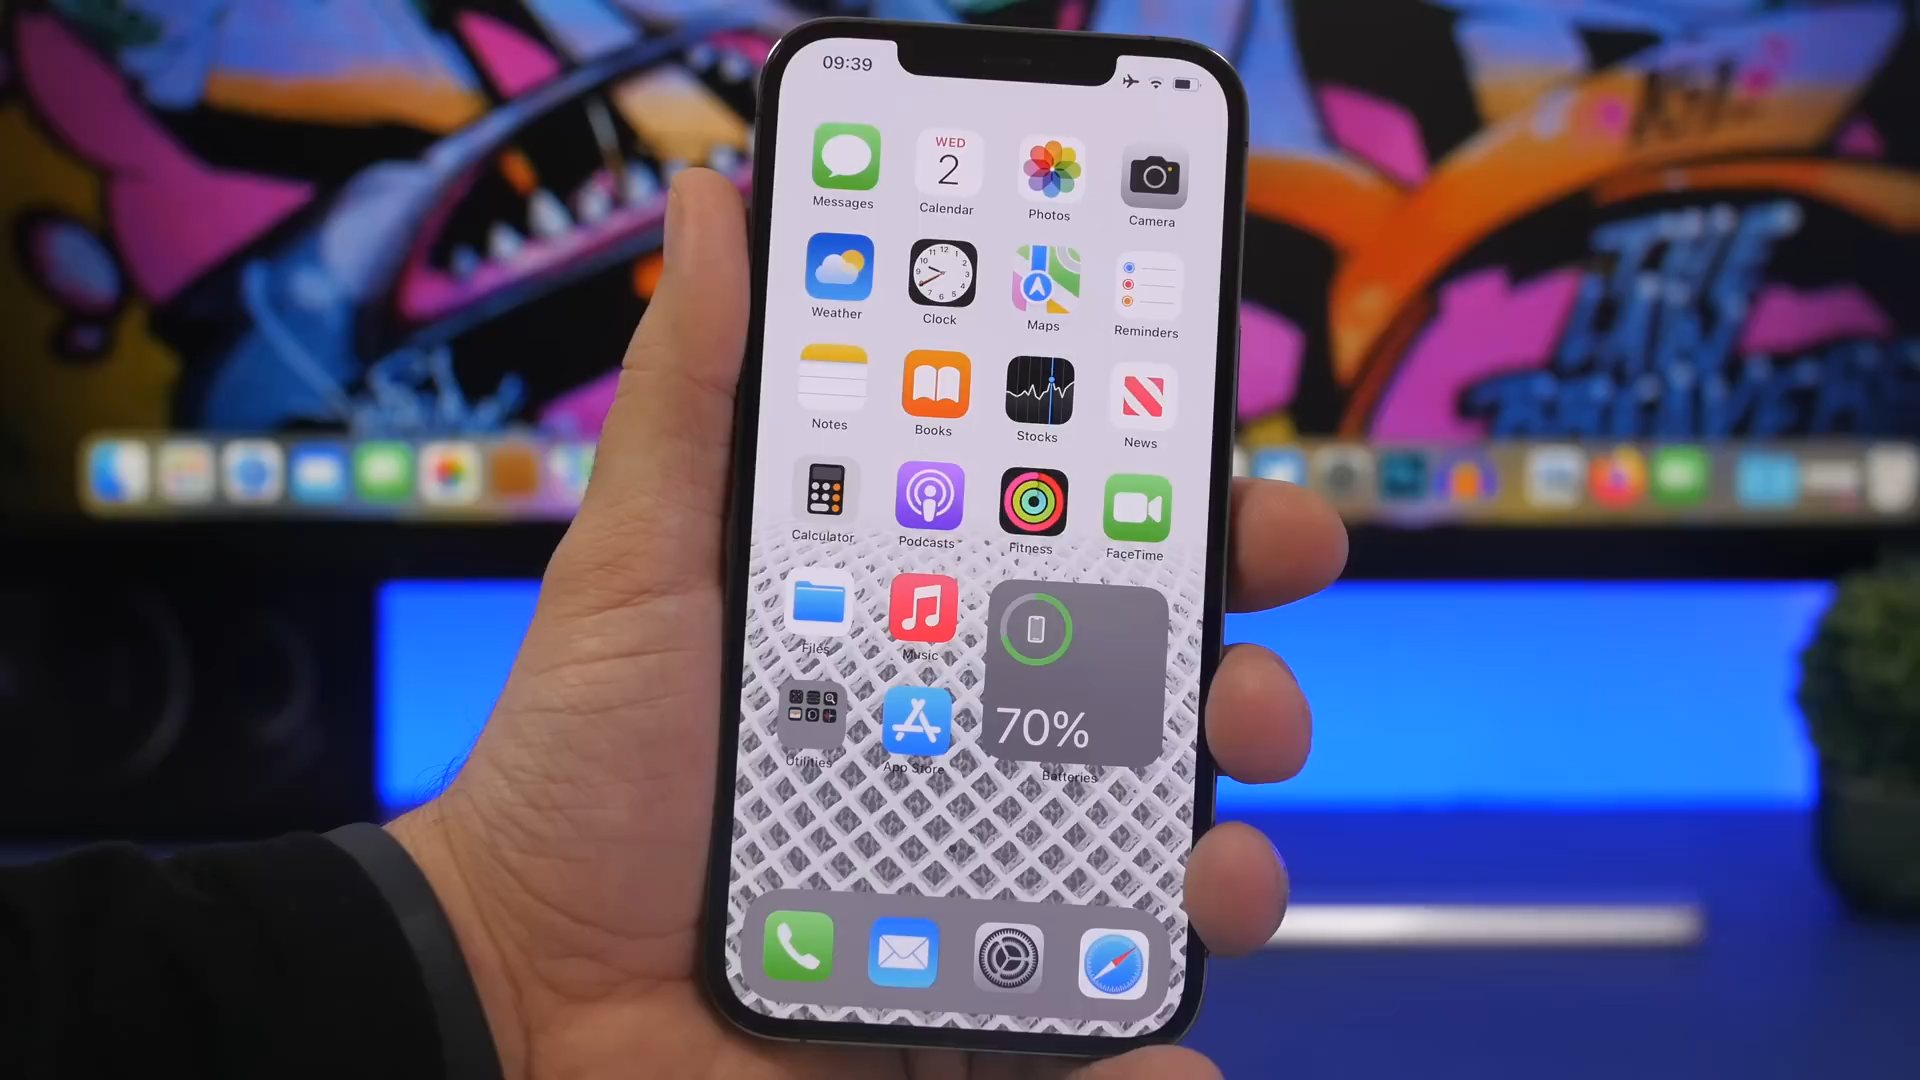 09:39
WED
2
Messages
Calendar
Photos
Camera
Weather
Clock
Maps
Reminders
Notes
Books
Stocks
News
Calculator
Podcasts
Fitness
FaceTime
Files
Music
70%
Utilities
App Store
Batteries
THE